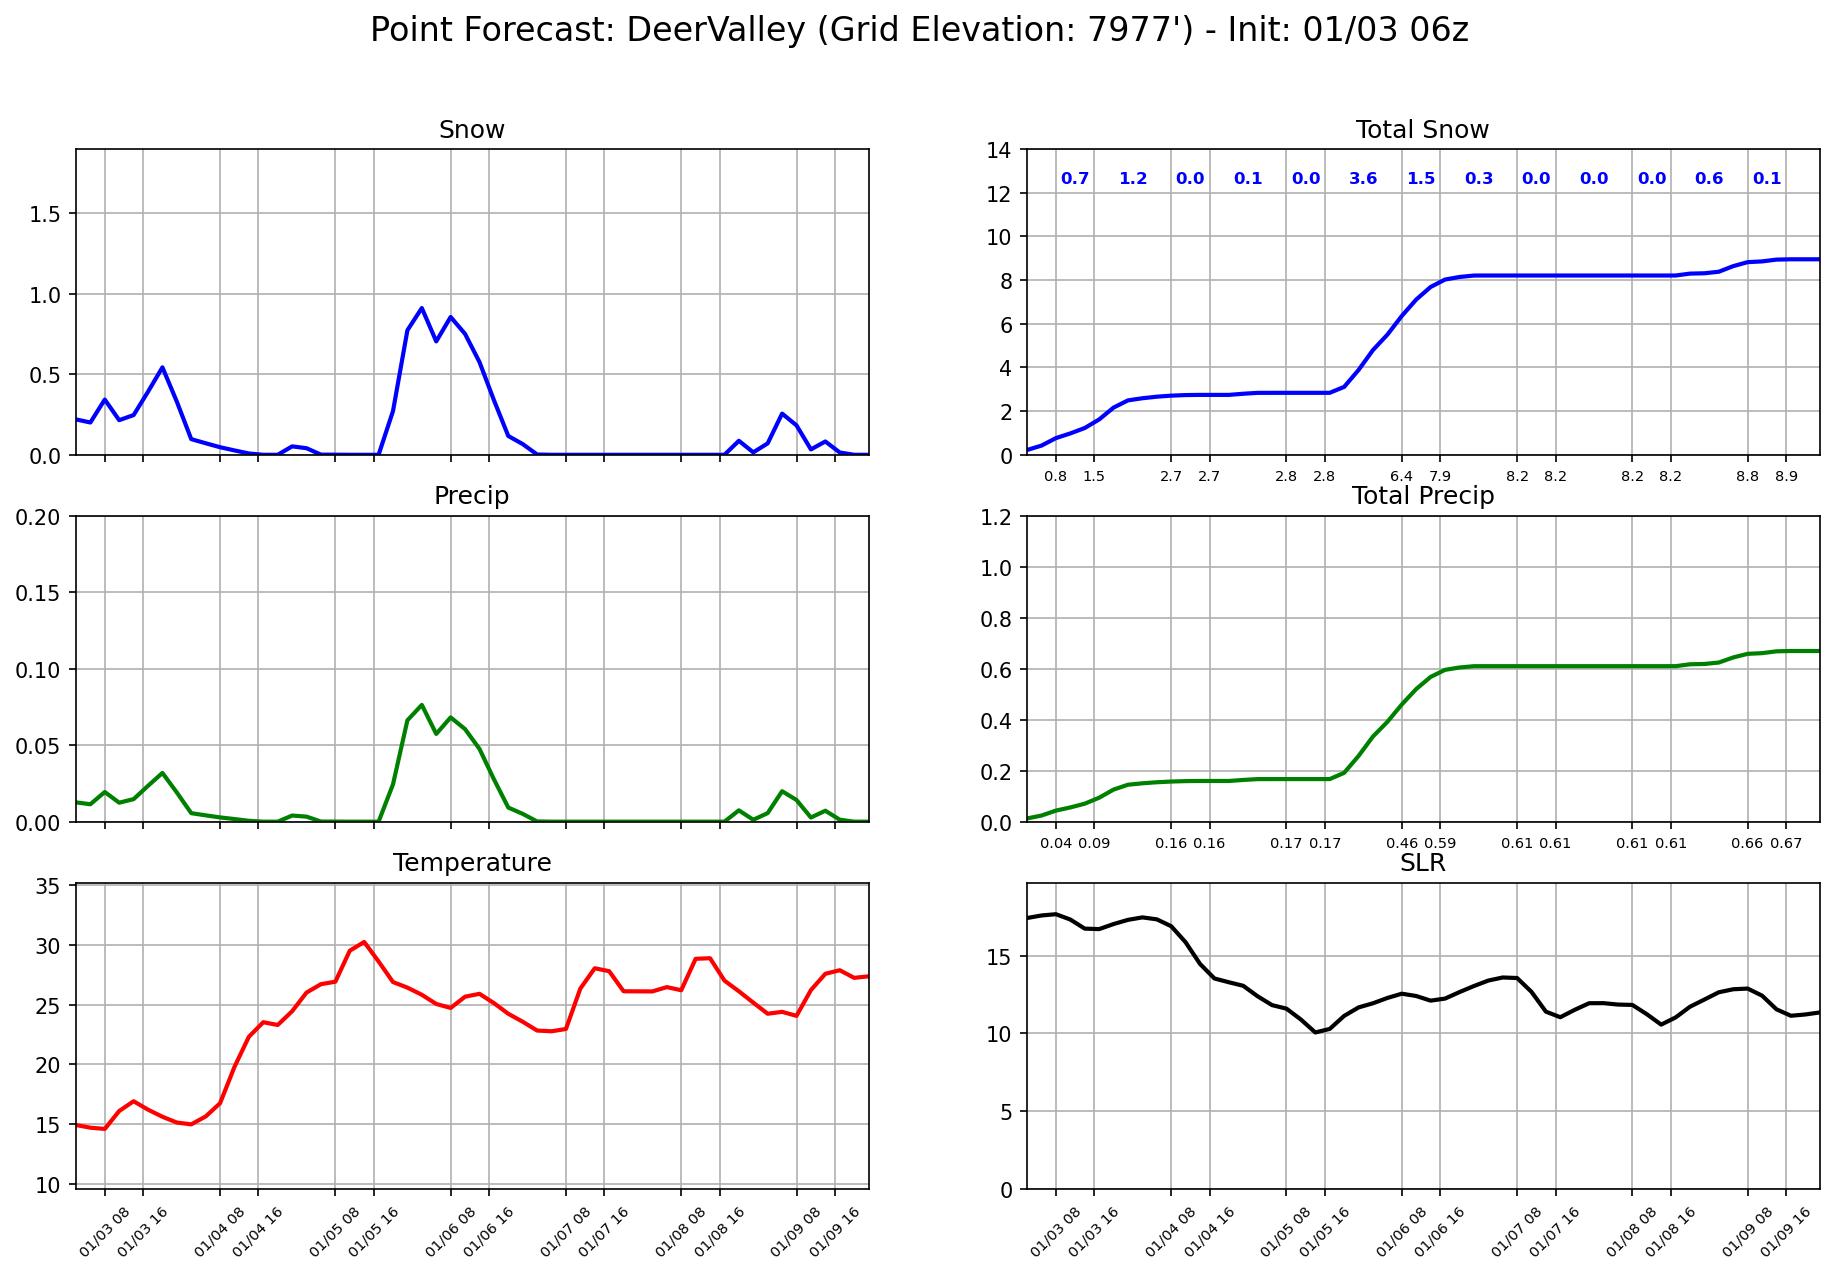 Point Forecast: DeerValley (Grid Elevation: 7977') - Init: 01/03 06z
Snow
1.5
1.0
0.5
0.0
Total Snow
14
12
10
8
6
4
2
0
0.7 1.2 0.0 0.1 0.0 3.6 1.5 0.3 0.0 0.0 0.0 0.6 0.1
0.8 1.5 2.7 2.7 2.8 2.8 6.4 7.9 8.2 8.2 8.2 8.2 8.8 8.9
Precip
0.20
0.15
0.10
0.05
0.00
Total Precip
1.2
1.0
0.8
0.6
0.4
0.2
0.0
0.04 0.09 0.16 0.16 0.17 0.17 0.46 0.59 0.61 0.61 0.61 0.61 0.66 0.67
Temperature
35
30
25
20
15
10
01/03 08 01/03 16 01/04 08 01/04 16 01/05 08 01/05 16 01/06 08 01/06 16 01/07 08 01/07 16 01/08 08 01/08 16 01/09 08 01/09 16
SLR
15
10
5
0
01/03 08 01/03 16 01/04 08 01/04 16 01/05 08 01/05 16 01/06 08 01/06 16 01/07 08 01/07 16 01/08 08 01/08 16 01/09 08 01/09 16